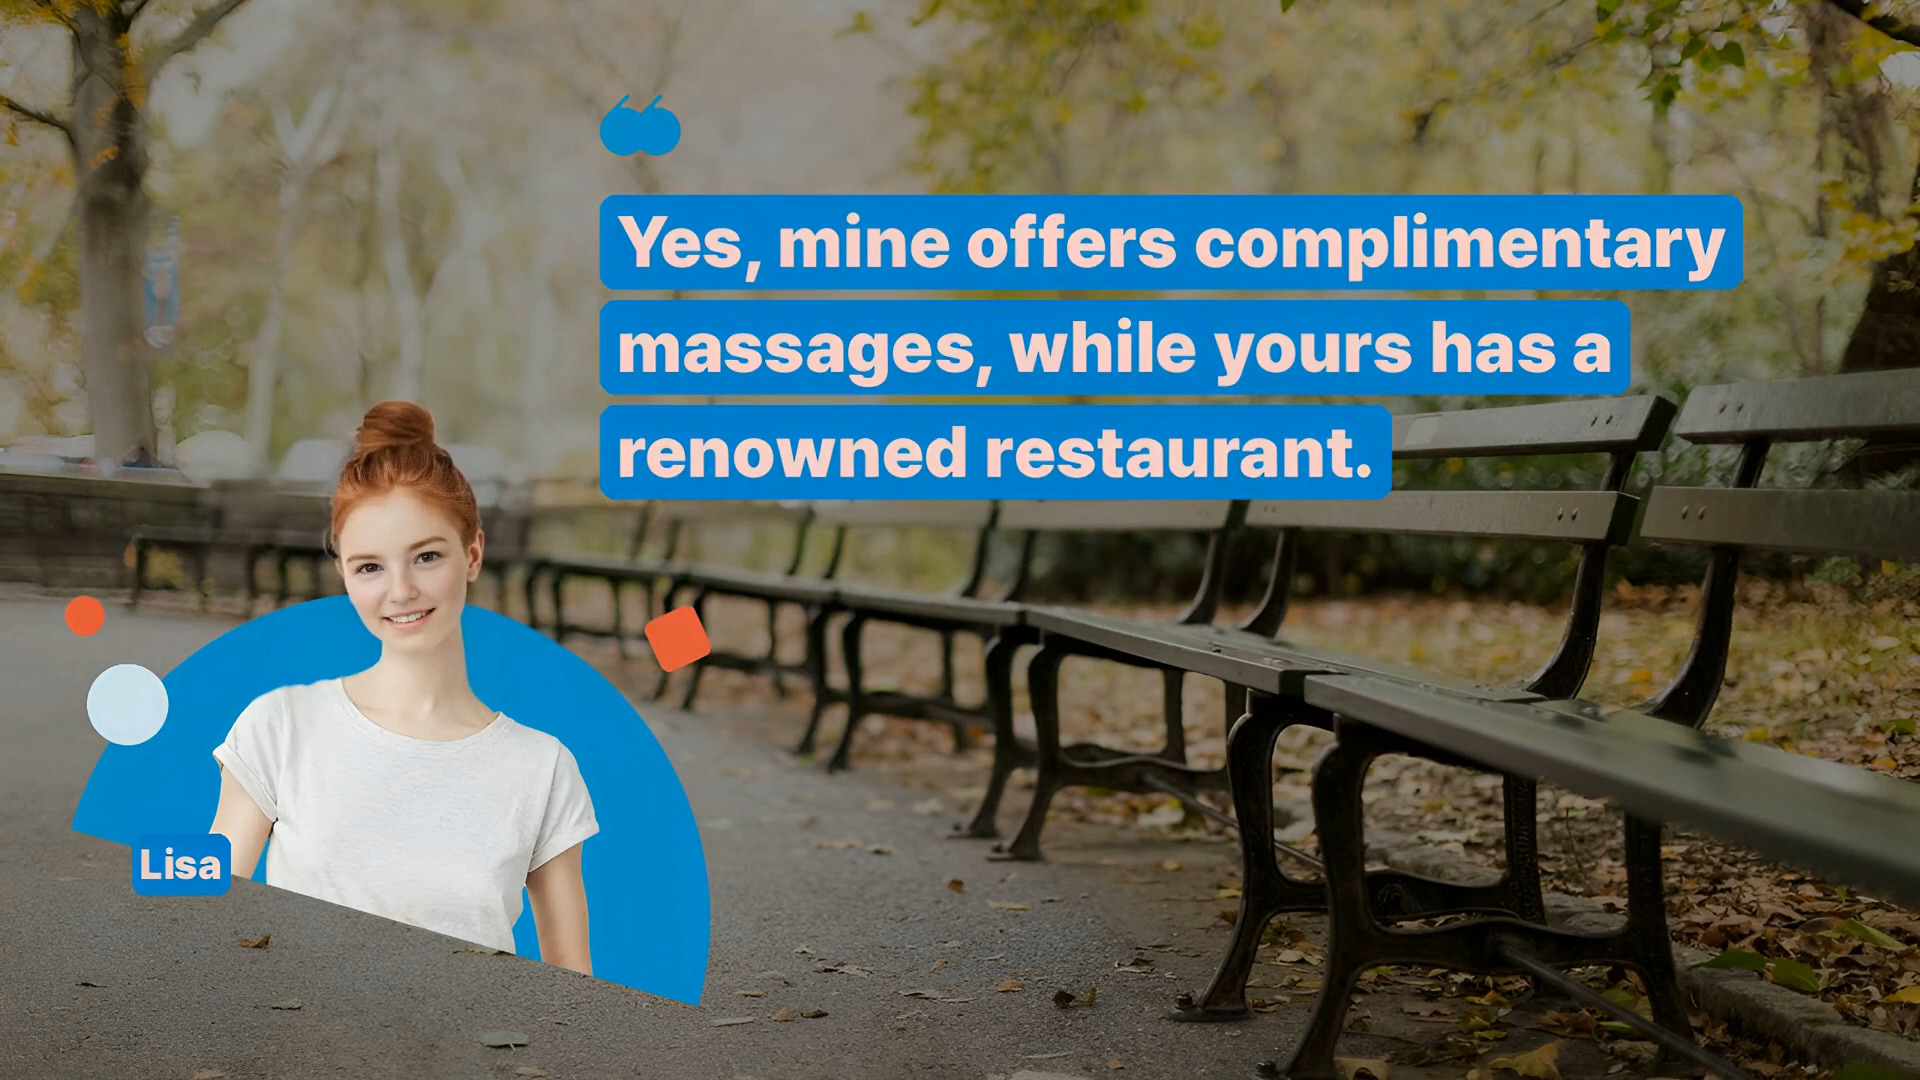 Yes, mine offers complimentary
massages, while yours has a
renowned restaurant.
Lisa